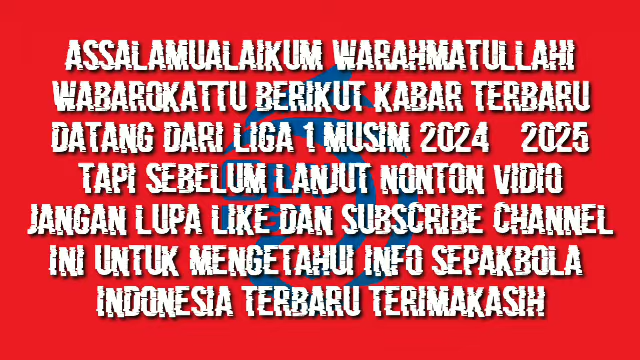 ASSALAMUALAIKUM WARAHMATULLAHI
WABAROKATTU BERIKUT KABAR TERBARU
DATANG DARI LIGA 1 MUSIM 2024 2025
TAPI SEBELUM LANJUT NONTON VIDIO
JANGAN LUPA LIKE DAN SUBSCRIBE CHANNEL
INI UNTUK MENGETAHUI INFO SEPAKBOLA
INDONESIA TERBARU TERIMAKASIH